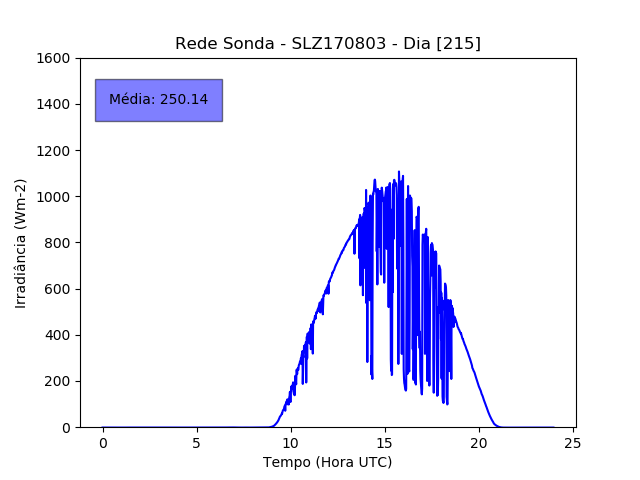 Rede Sonda - SLZ170803 - Dia [215]
1600
1400
1200
1000
800
600
400
200
0
Média: 250.14
Irradiância (Wm-2)
0 5 10 15 20 25
Tempo (Hora UTC)